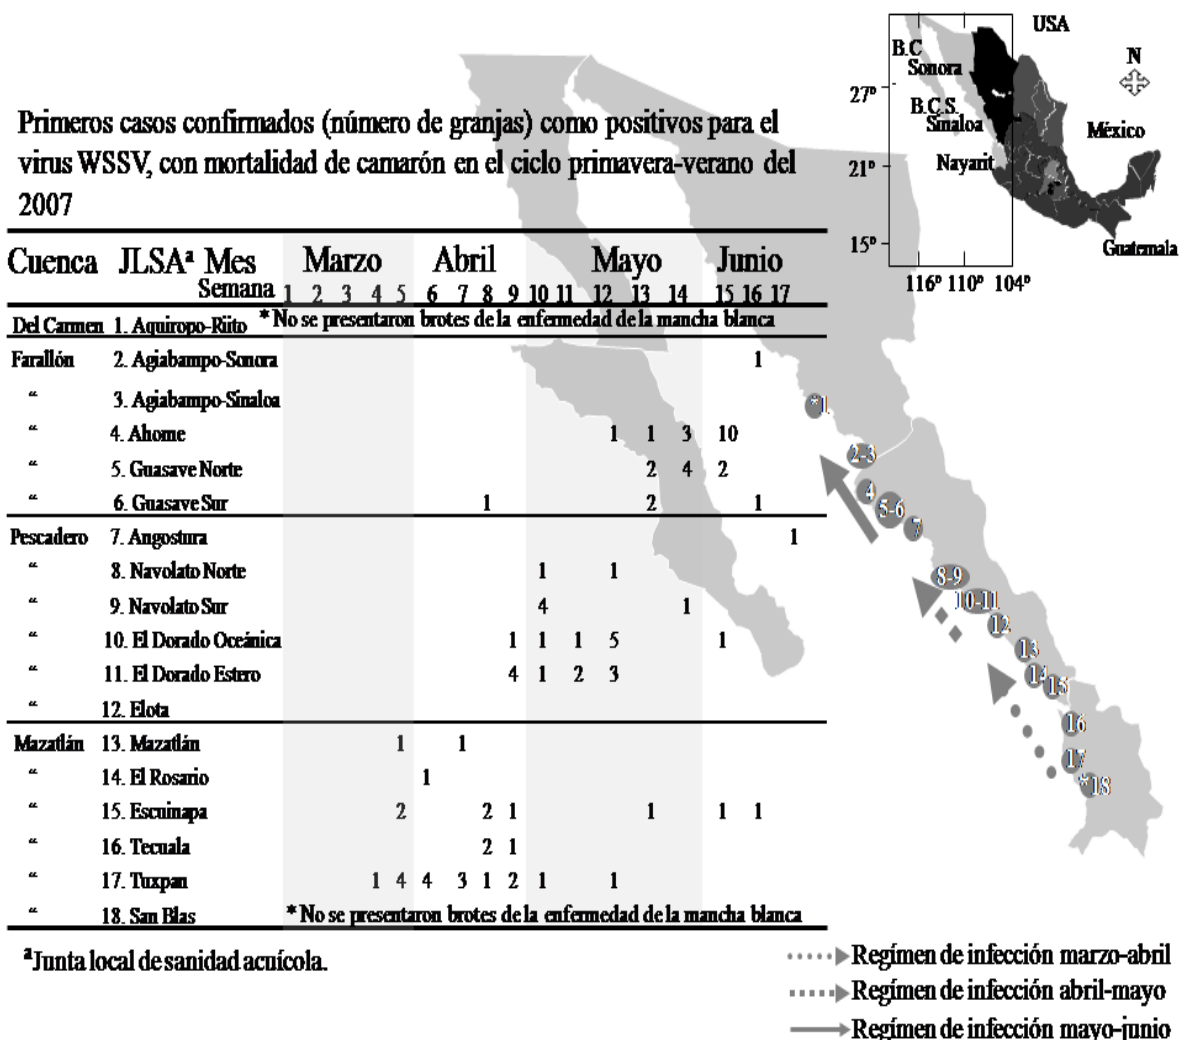 Primeros casos confirmados (número de granjas) como positivos para el
virus WSSV, con mortalidad de camarón en el ciclo primavera-verano del
2007
Cuenca JLSAª Mes Marzo Abril Mayo Junio
Semana 1 2 3 4 5 6 7 8 9 10 11 12 13 14 15 16 17
Del Carmen 1. Aquiropo-Riito * No se presentaron brotes de la enfermedad de la mancha blanca
Farallón 2. Agiabampo-Sonora 1
“ 3. Agiabampo-Sinaloa
“ 4. Ahome 1 1 3 10
“ 5. Guasave Norte 2 4 2
“ 6. Guasave Sur 1 2 1
Pescadero 7. Angostura 1
“ 8. Navolato Norte 1 1
“ 9. Navolato Sur 4 1
“ 10. El Dorado Oceánica 1 1 1 5 1
“ 11. El Dorado Estero 4 1 2 3
“ 12. Elota
Mazatlán 13. Mazatlán 1 1
“ 14. El Rosario 1
“ 15. Escuinapa 2 2 1 1 1 1
“ 16. Tecuala 2 1
“ 17. Tuxpan 1 4 4 3 1 2 1 1
“ 18. San Blas * No se presentaron brotes de la enfermedad de la mancha blanca
ªJunta local de sanidad acuícola.
USA
B.C
Sonora
N
27º
B.C.S.
Sinaloa
México
Nayarit
21º
15º
Guatemala
116º 110º 104º
*1
2-3
4
5-6
7
8-9
10-11
12
13
14
15
16
17
*18
Regímen de infección marzo-abril
Regímen de infección abril-mayo
Regímen de infección mayo-junio